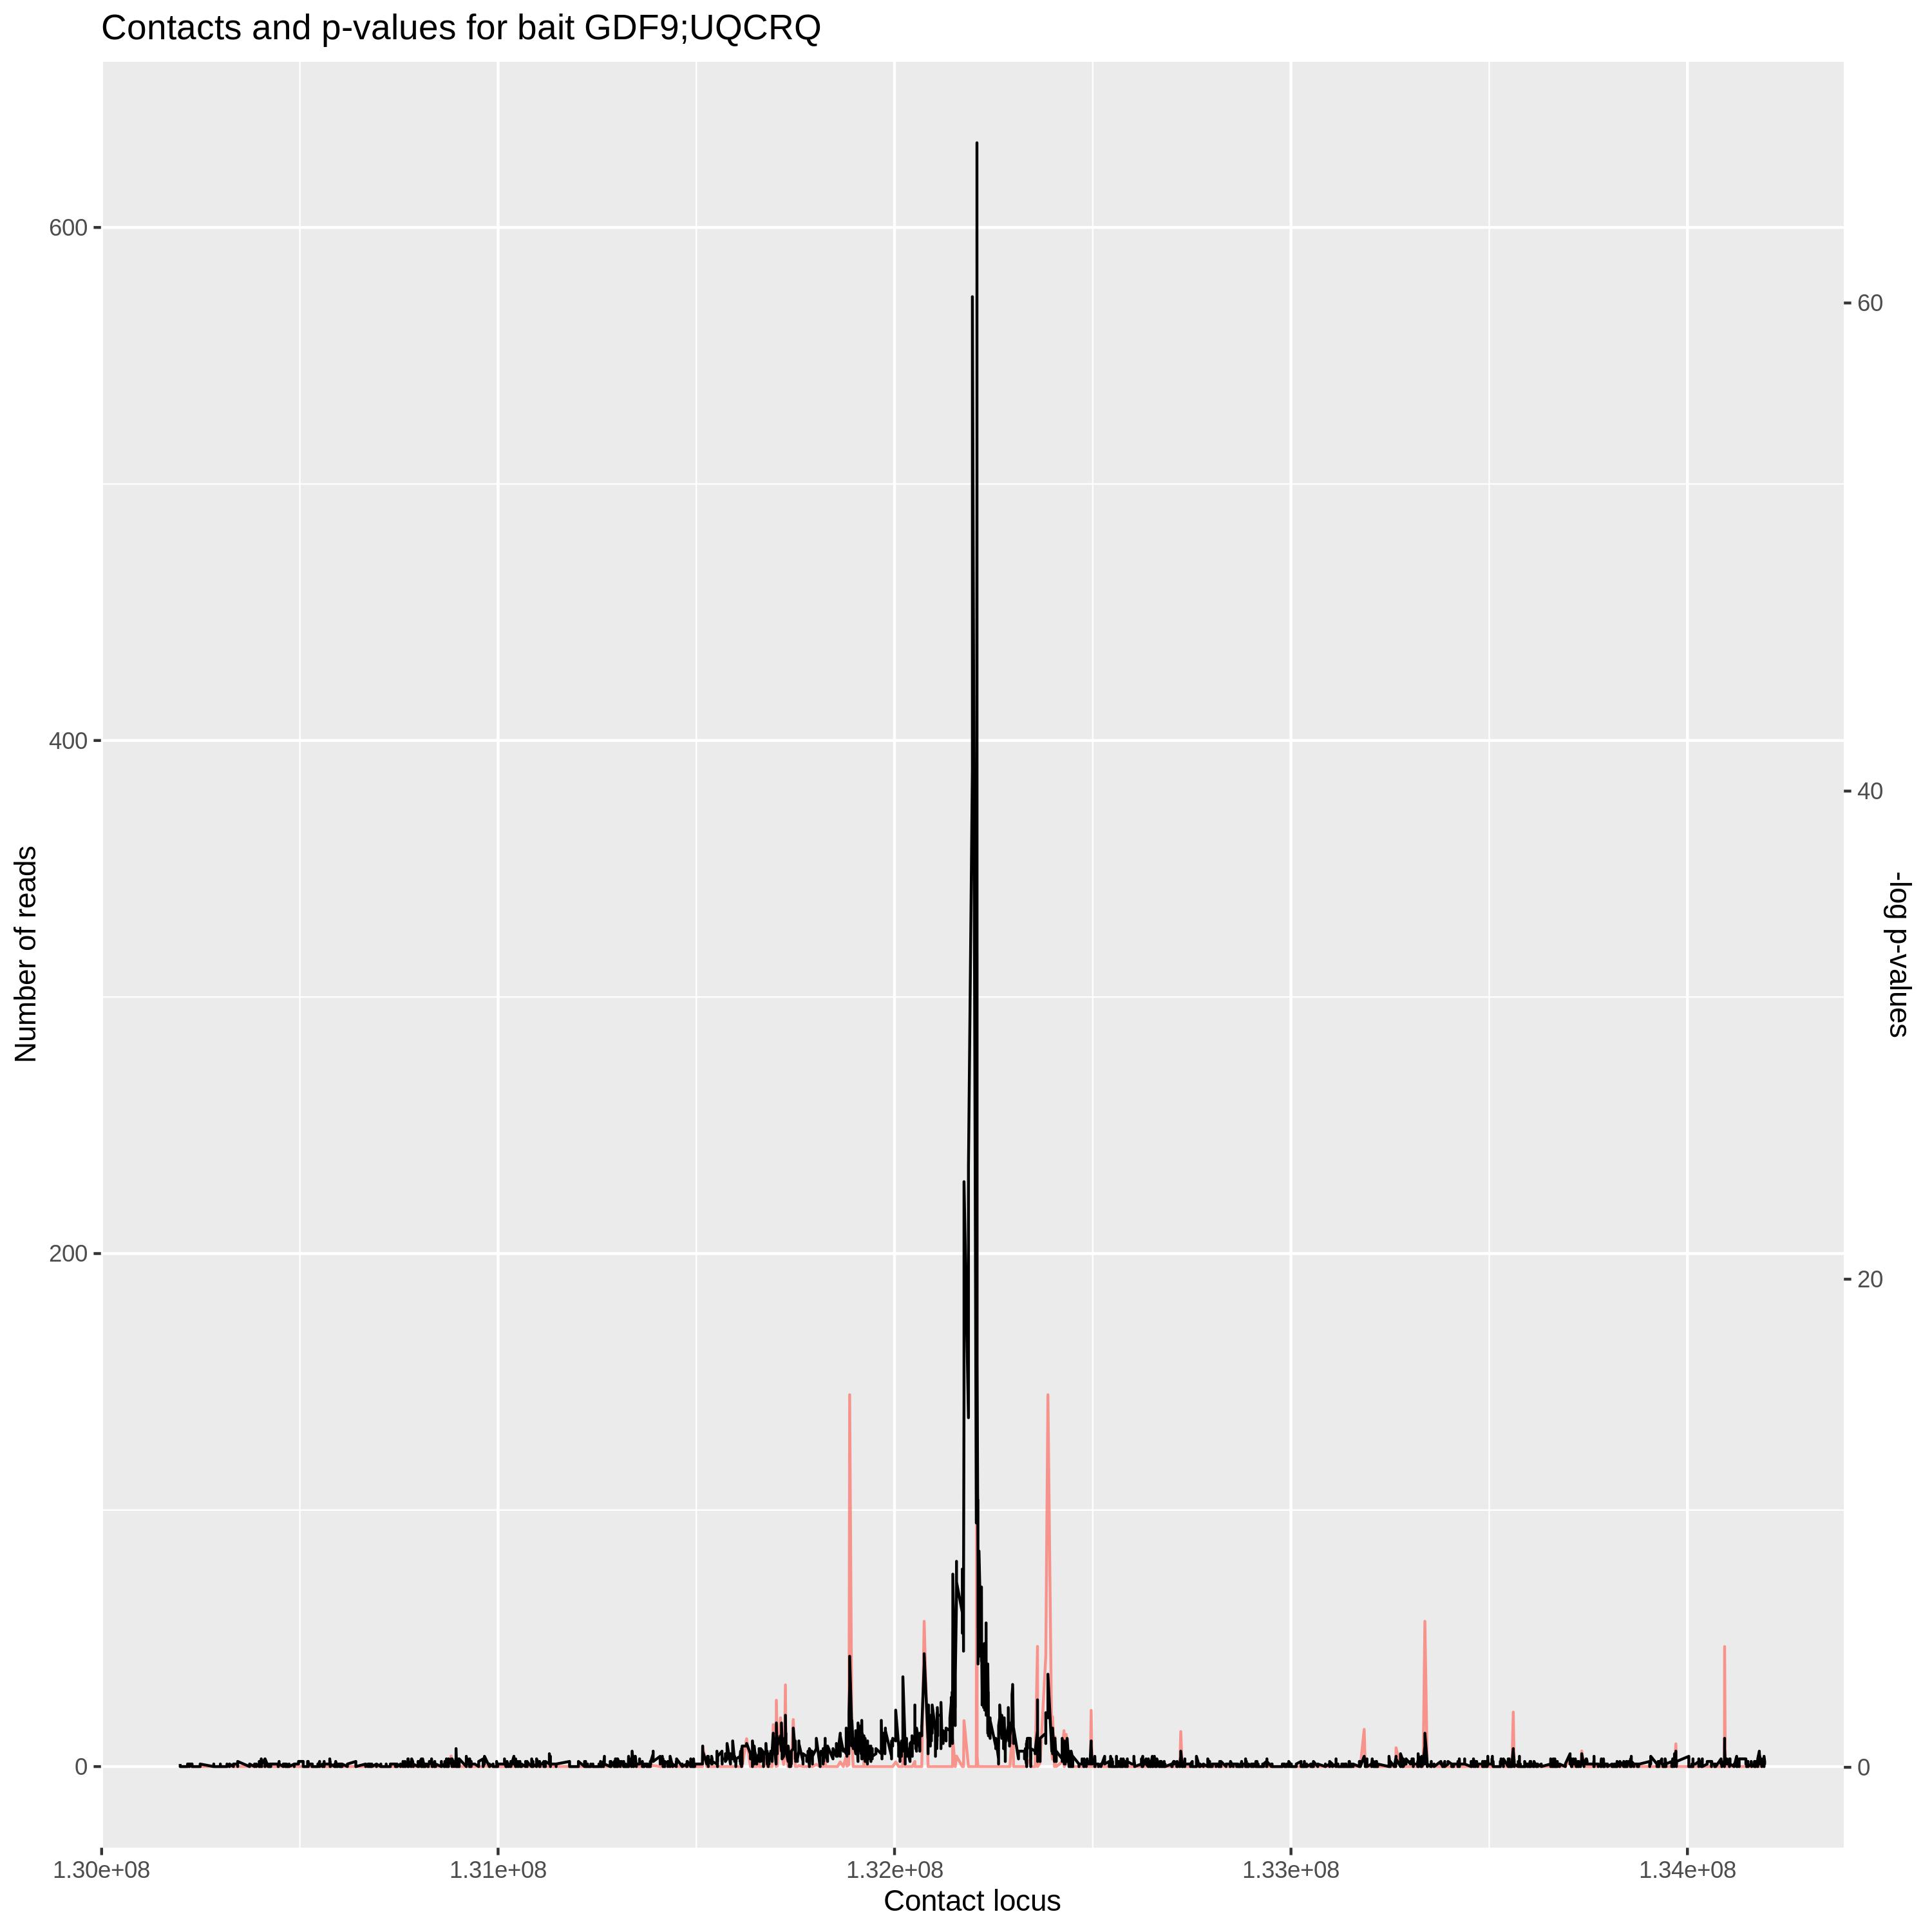 Contacts and p-values for bait GDF9;UQCRQ
600
400
200
0
Number of reads
60
40
20
0
-log p-values
1.30e+08
1.31e+08
1.32e+08
1.33e+08
1.34e+08
Contact locus